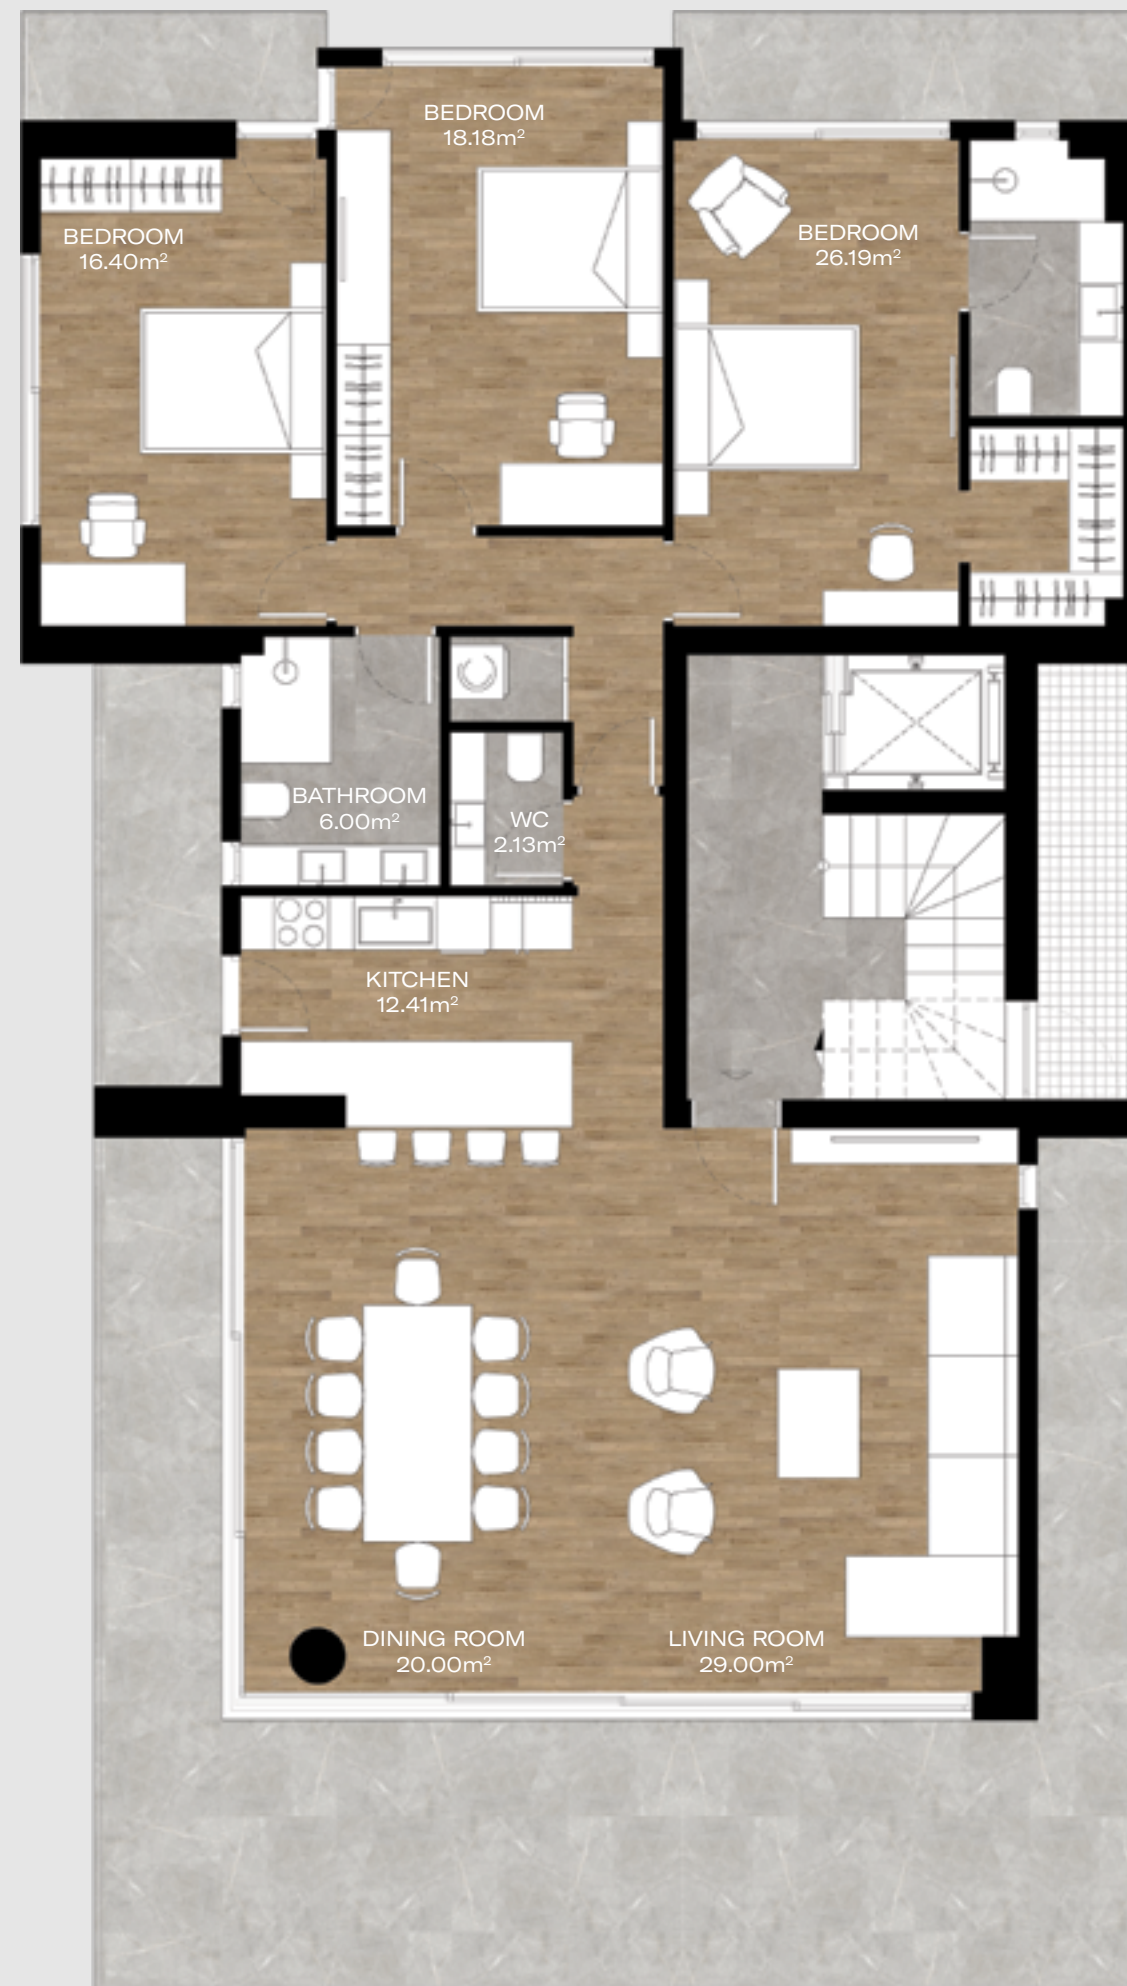 BEDROOM
18.18m²
BEDROOM
16.40m²
BEDROOM
26.19m²
BATHROOM
6.00m²
WC
2.13m²
KITCHEN
12.41m²
DINING ROOM
20.00m²
LIVING ROOM
29.00m²